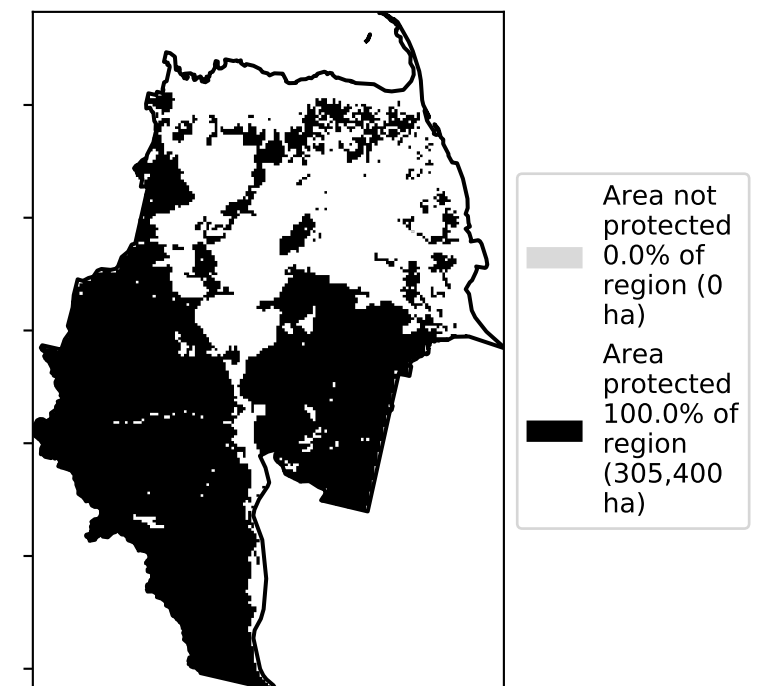 Area not
protected
0.0% of
region (0
ha)
Area
protected
100.0% of
region
(305,400
ha)